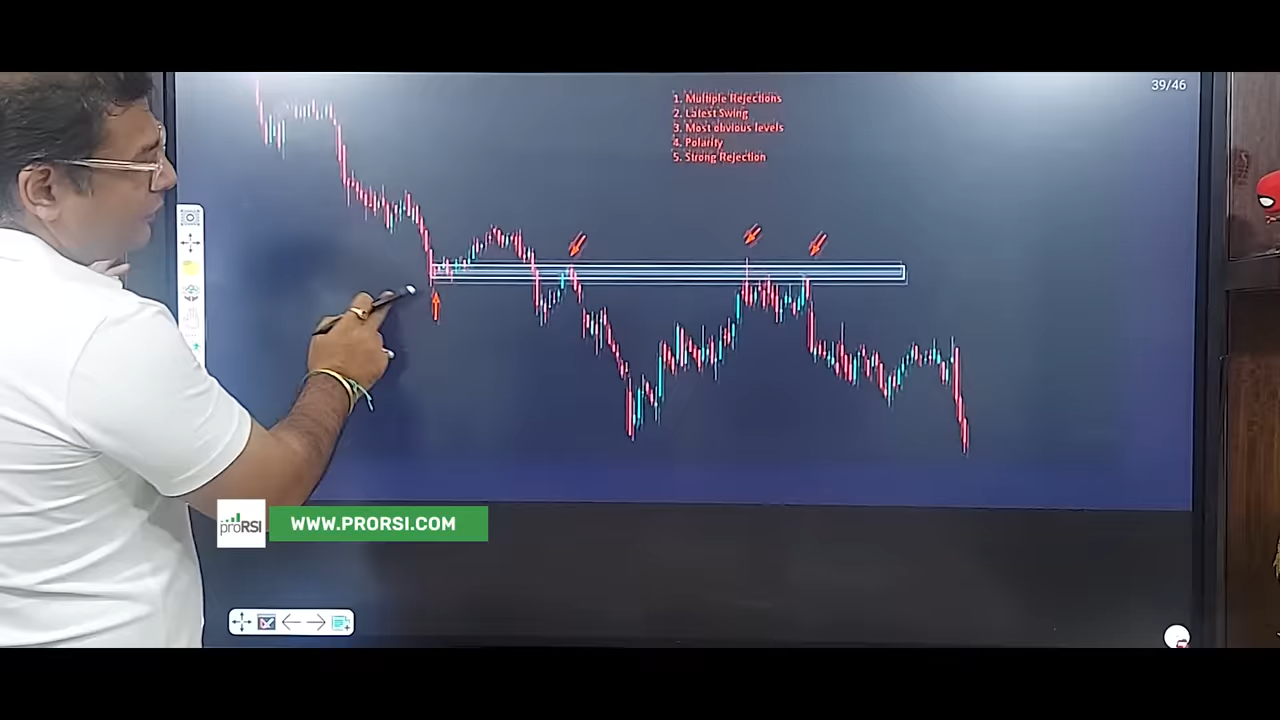 39/46
1. Multiple Rejections
2. Latest Swing
3. Most obvious levels
4. Polarity
5. Strong Rejection
proRSI
WWW.PRORSI.COM